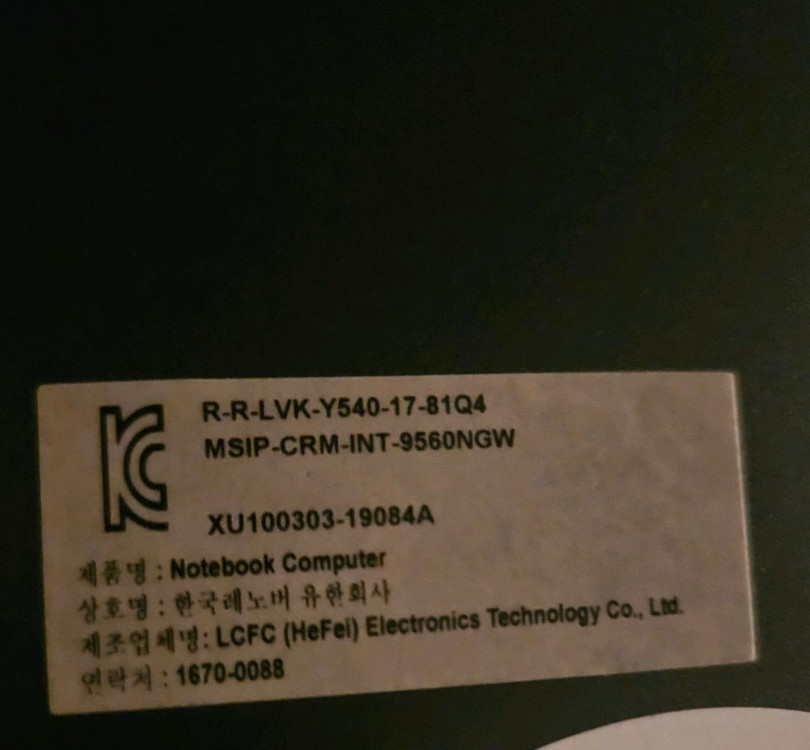 R-R-LVK-Y540-17-81Q4
MSIP-CRM-INT-9560NGW
XU100303-19084A
제품명 : Notebook Computer
상호명 : 한국레노버 유한회사
제조업체명: LCFC (HeFei) Electronics Technology Co., Ltd.
연락처 : 1670-0088